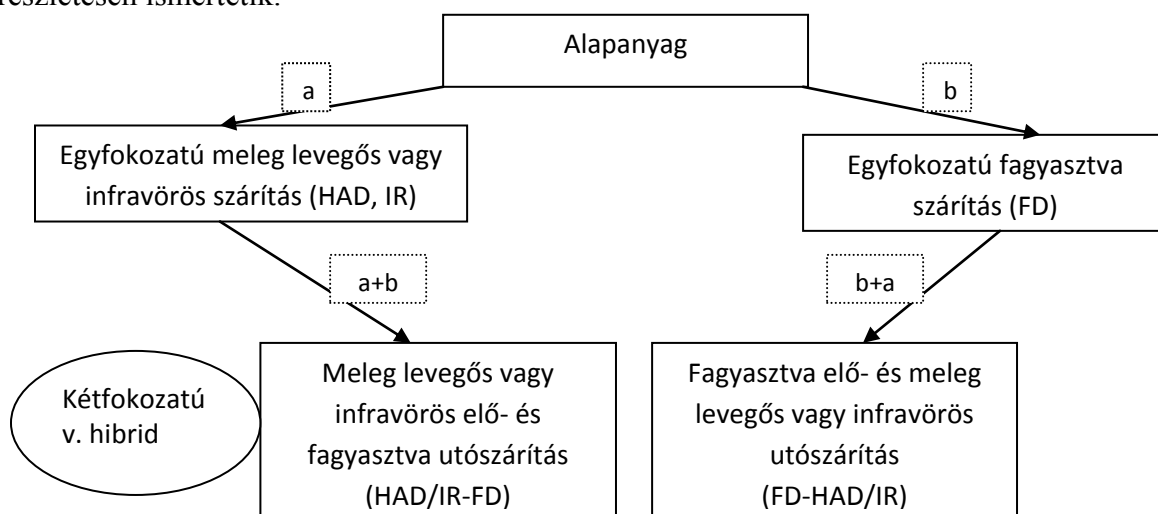 részletesen ismertetik.
Alapanyag
a
b
Egyfokozatú meleg levegős vagy
infravörös szárítás (HAD, IR)
Egyfokozatú fagyasztva
szárítás (FD)
a+b
b+a
Kétfokozatú
v. hibrid
Meleg levegős vagy
infravörös elő- és
fagyasztva utószárítás
(HAD/IR-FD)
Fagyasztva elő- és meleg
levegős vagy infravörös
utószárítás
(FD-HAD/IR)